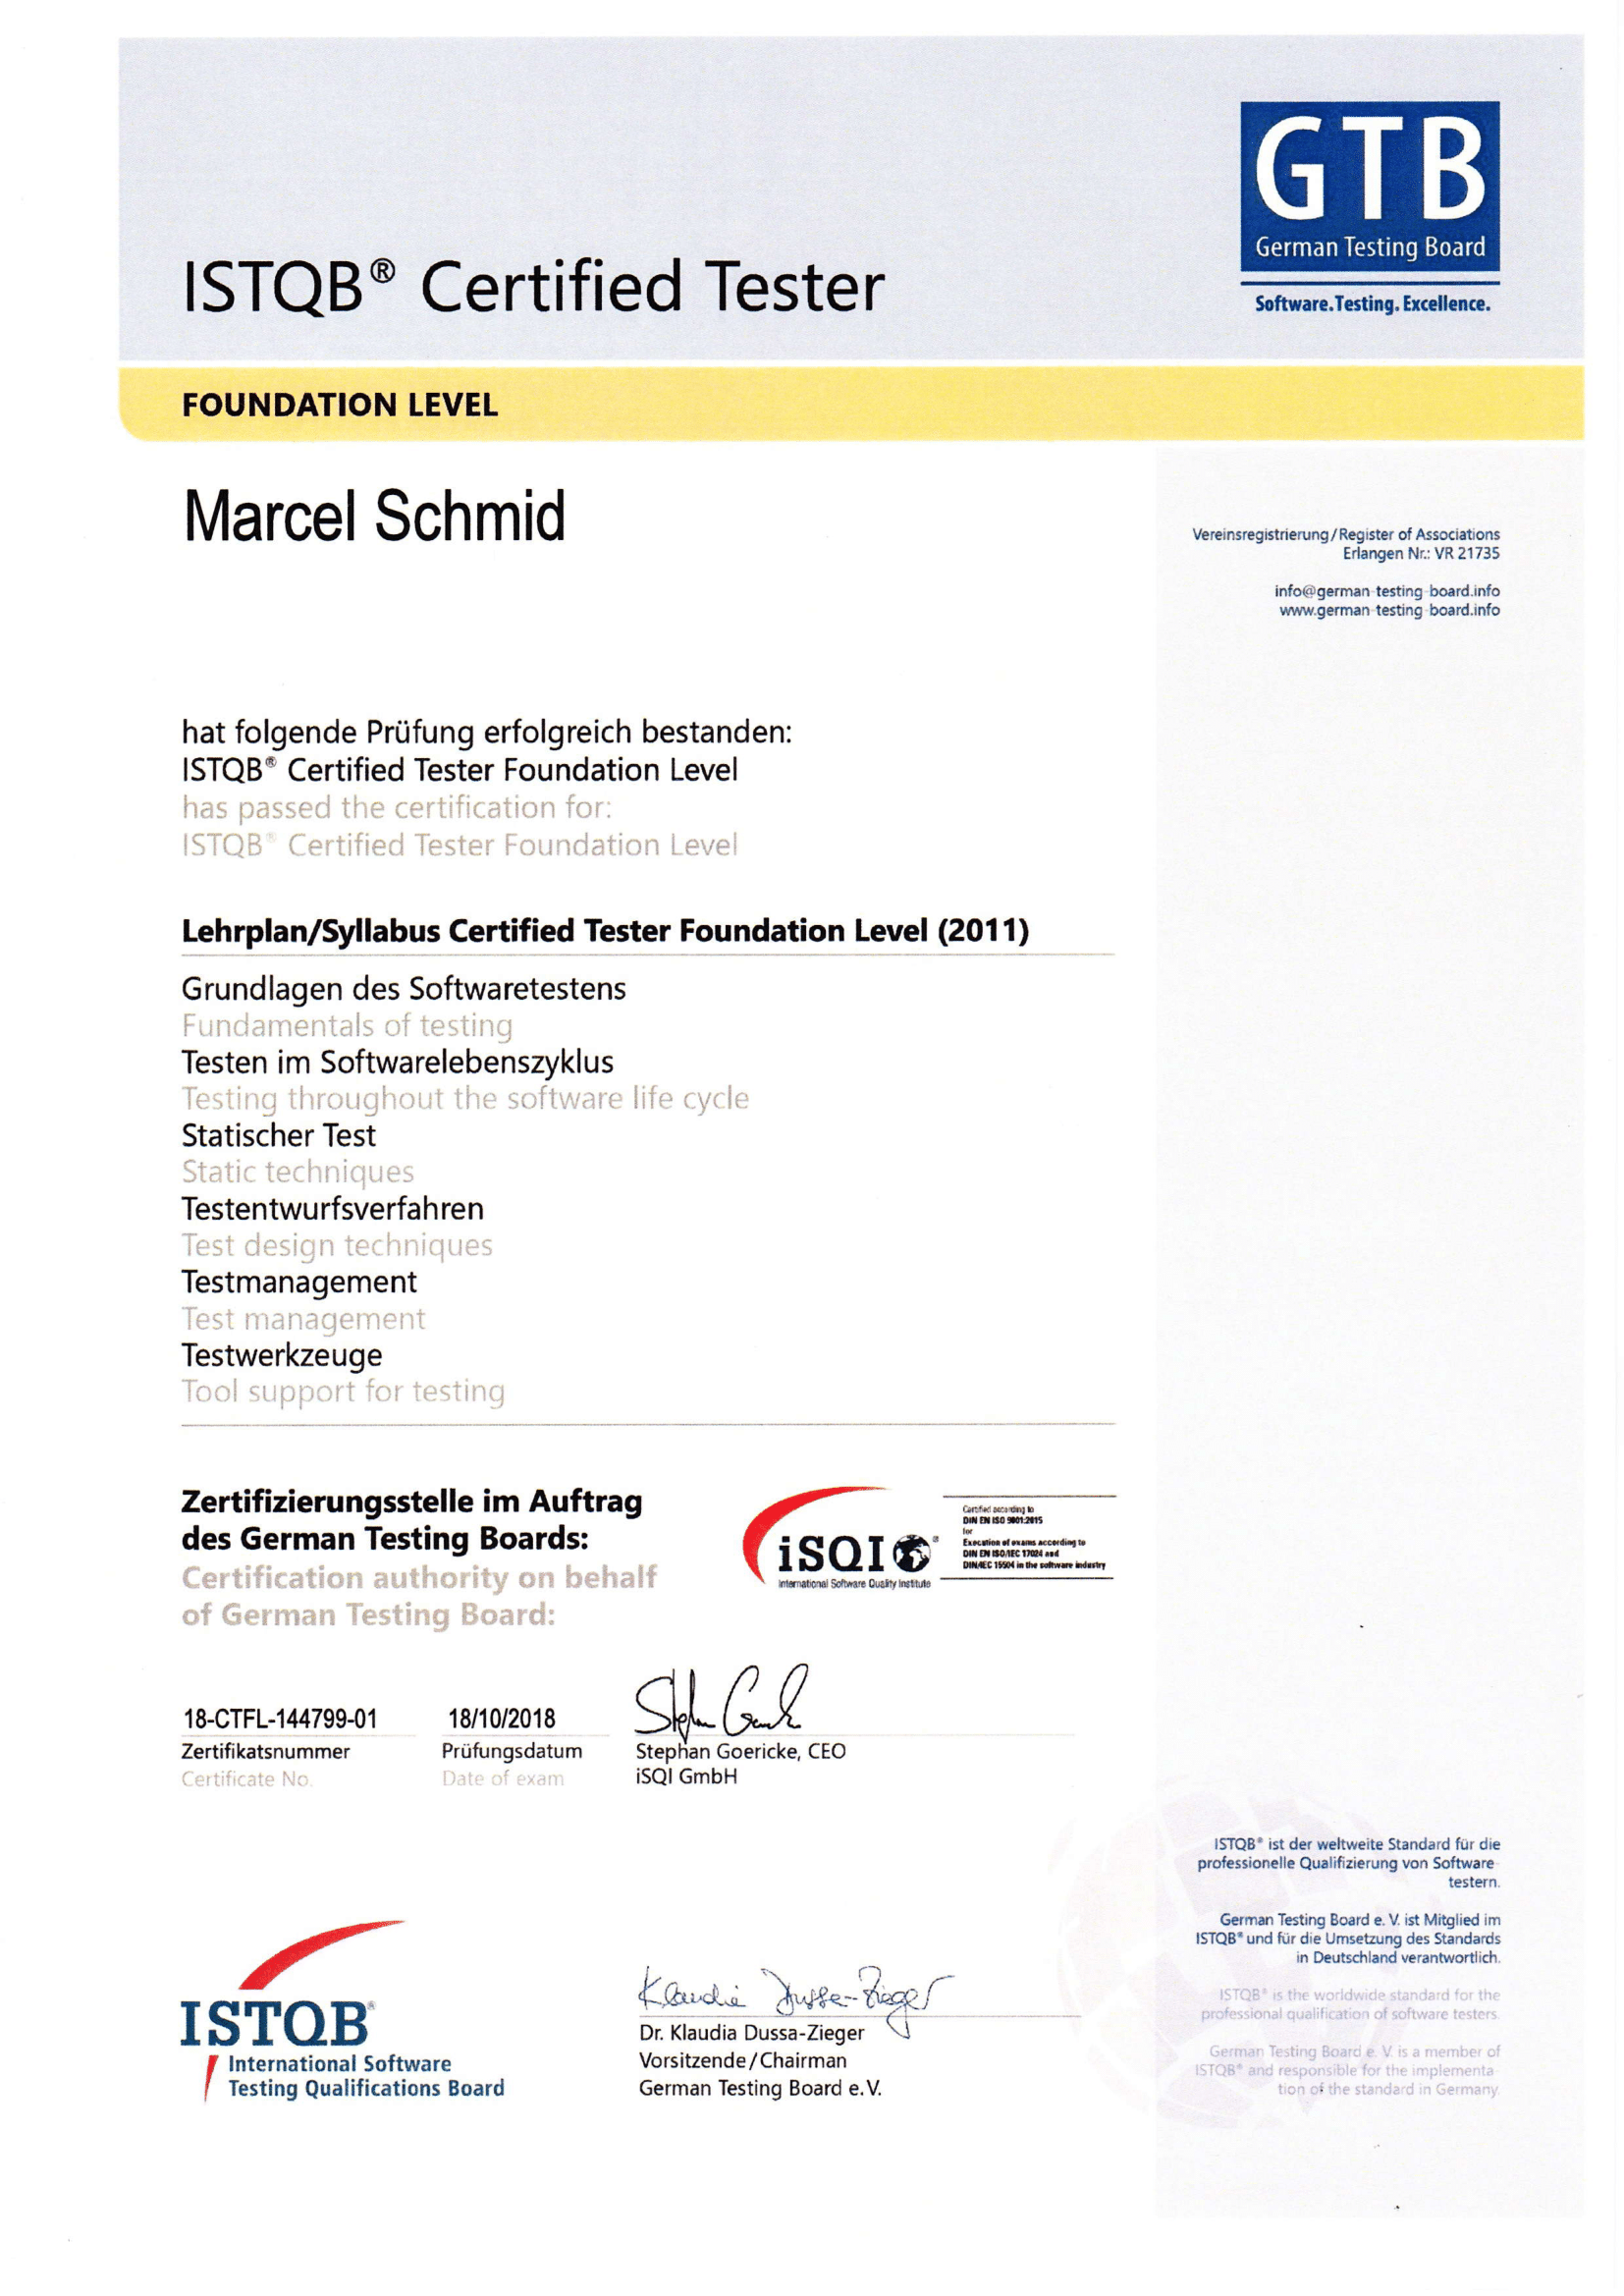 GTB
German Testing Board
Software. Testing. Excellence.
ISTQB® Certified Tester
FOUNDATION LEVEL
Marcel Schmid
Vereinsregistrierung/Register of Associations
Erlangen Nr.: VR 21735
info@german-testing-board.info
www.german-testing-board.info
hat folgende Prüfung erfolgreich bestanden:
ISTQB® Certified Tester Foundation Level
has passed the certification for:
ISTQB® Certified Tester Foundation Level
Lehrplan/Syllabus Certified Tester Foundation Level (2011)
Grundlagen des Softwaretestens
Fundamentals of testing
Testen im Softwarelebenszyklus
Testing throughout the software life cycle
Statischer Test
Static techniques
Testentwurfsverfahren
Test design techniques
Testmanagement
Test management
Testwerkzeuge
Tool support for testing
Zertifizierungsstelle im Auftrag
des German Testing Boards:
Certification authority on behalf
of German Testing Board:
iSQI®
International Software Quality Institute
Certified according to
DIN EN ISO 9001:2015
for
Execution of exams according to
DIN EN ISO/IEC 17024 and
DIN/IEC 15504 in the software industry
18-CTFL-144799-01
Zertifikatsnummer
Certificate No.
18/10/2018
Prüfungsdatum
Date of exam
Stephan Goericke, CEO
iSQI GmbH
ISTQB®
International Software
Testing Qualifications Board
Klaudia Dussa-Zieger
Dr. Klaudia Dussa-Zieger
Vorsitzende/Chairman
German Testing Board e.V.
ISTQB® ist der weltweite Standard für die
professionelle Qualifizierung von Software-
testern.
German Testing Board e. V. ist Mitglied im
ISTQB® und für die Umsetzung des Standards
in Deutschland verantwortlich.
ISTQB® is the worldwide standard for the
professional qualification of software testers.
German Testing Board e. V. is a member of
ISTQB® and responsible for the implementa-
tion of the standard in Germany.